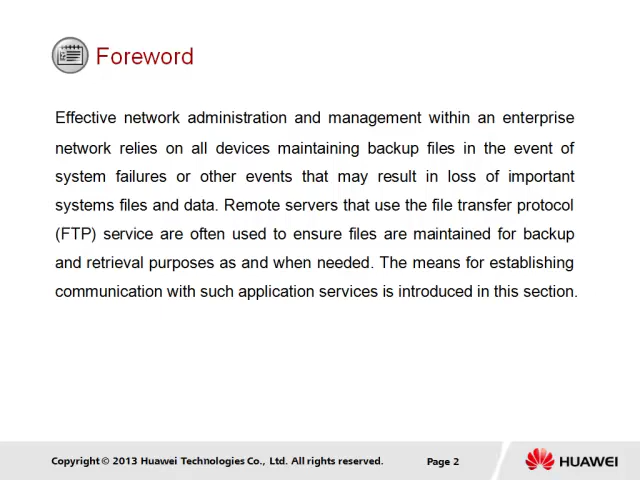 Foreword
Effective network administration and management within an enterprise
network relies on all devices maintaining backup files in the event of
system failures or other events that may result in loss of important
systems files and data. Remote servers that use the file transfer protocol
(FTP) service are often used to ensure files are maintained for backup
and retrieval purposes as and when needed. The means for establishing
communication with such application services is introduced in this section.
Copyright © 2013 Huawei Technologies Co., Ltd. All rights reserved.
Page 2
HUAWEI